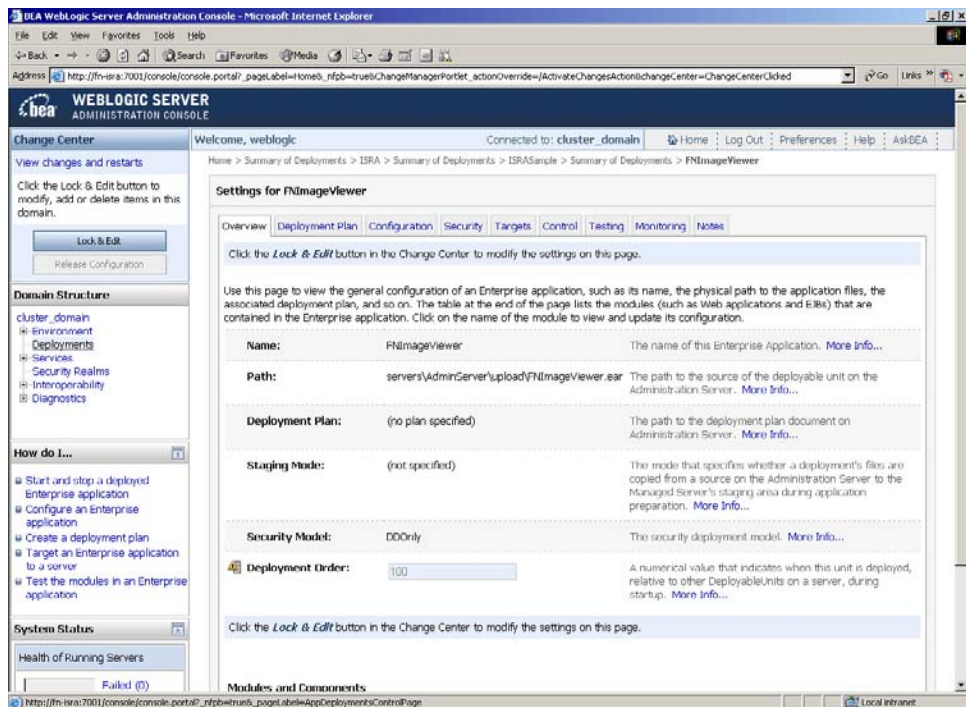 BEA WebLogic Server Administration Console - Microsoft Internet Explorer
File Edit View Favorites Tools Help
Back Search Favorites Media
Address http://fn-isra:7001/console/console.portal?_pageLabel=Home&_nfpb=true&ChangeManagerPortlet_actionOverride=/ActivateChangesAction&changeCenter=ChangeCenterClicked Go Links »
bea WEBLOGIC SERVER
ADMINISTRATION CONSOLE
Change Center
View changes and restarts
Click the Lock & Edit button to
modify, add or delete items in this
domain.
Lock & Edit
Release Configuration
Domain Structure
cluster_domain
Environment
Deployments
Services
Security Realms
Interoperability
Diagnostics
How do I...
Start and stop a deployed
Enterprise application
Configure an Enterprise
application
Create a deployment plan
Target an Enterprise application
to a server
Test the modules in an Enterprise
application
System Status
Health of Running Servers
Failed (0)
Welcome, weblogic Connected to: cluster_domain Home Log Out Preferences Help AskBEA
Home > Summary of Deployments > ISRA > Summary of Deployments > ISRASample > Summary of Deployments > FNImageViewer
Settings for FNImageViewer
Overview Deployment Plan Configuration Security Targets Control Testing Monitoring Notes
Click the Lock & Edit button in the Change Center to modify the settings on this page.
Use this page to view the general configuration of an Enterprise application, such as its name, the physical path to the application files, the
associated deployment plan, and so on. The table at the end of the page lists the modules (such as Web applications and EJBs) that are
contained in the Enterprise application. Click on the name of the module to view and update its configuration.
Name: FNImageViewer The name of this Enterprise Application. More Info...
Path: servers\AdminServer\upload\FNImageViewer.ear The path to the source of the deployable unit on the
Administration Server. More Info...
Deployment Plan: (no plan specified) The path to the deployment plan document on
Administration Server. More Info...
Staging Mode: (not specified) The mode that specifies whether a deployment's files are
copied from a source on the Administration Server to the
Managed Server's staging area during application
preparation. More Info...
Security Model: DDOnly The security deployment model. More Info...
Deployment Order: 100 A numerical value that indicates when this unit is deployed,
relative to other DeployableUnits on a server, during
startup. More Info...
Click the Lock & Edit button in the Change Center to modify the settings on this page.
Modules and Components
http://fn-isra:7001/console/console.portal?_nfpb=true&_pageLabel=AppDeploymentsControlPage Local intranet